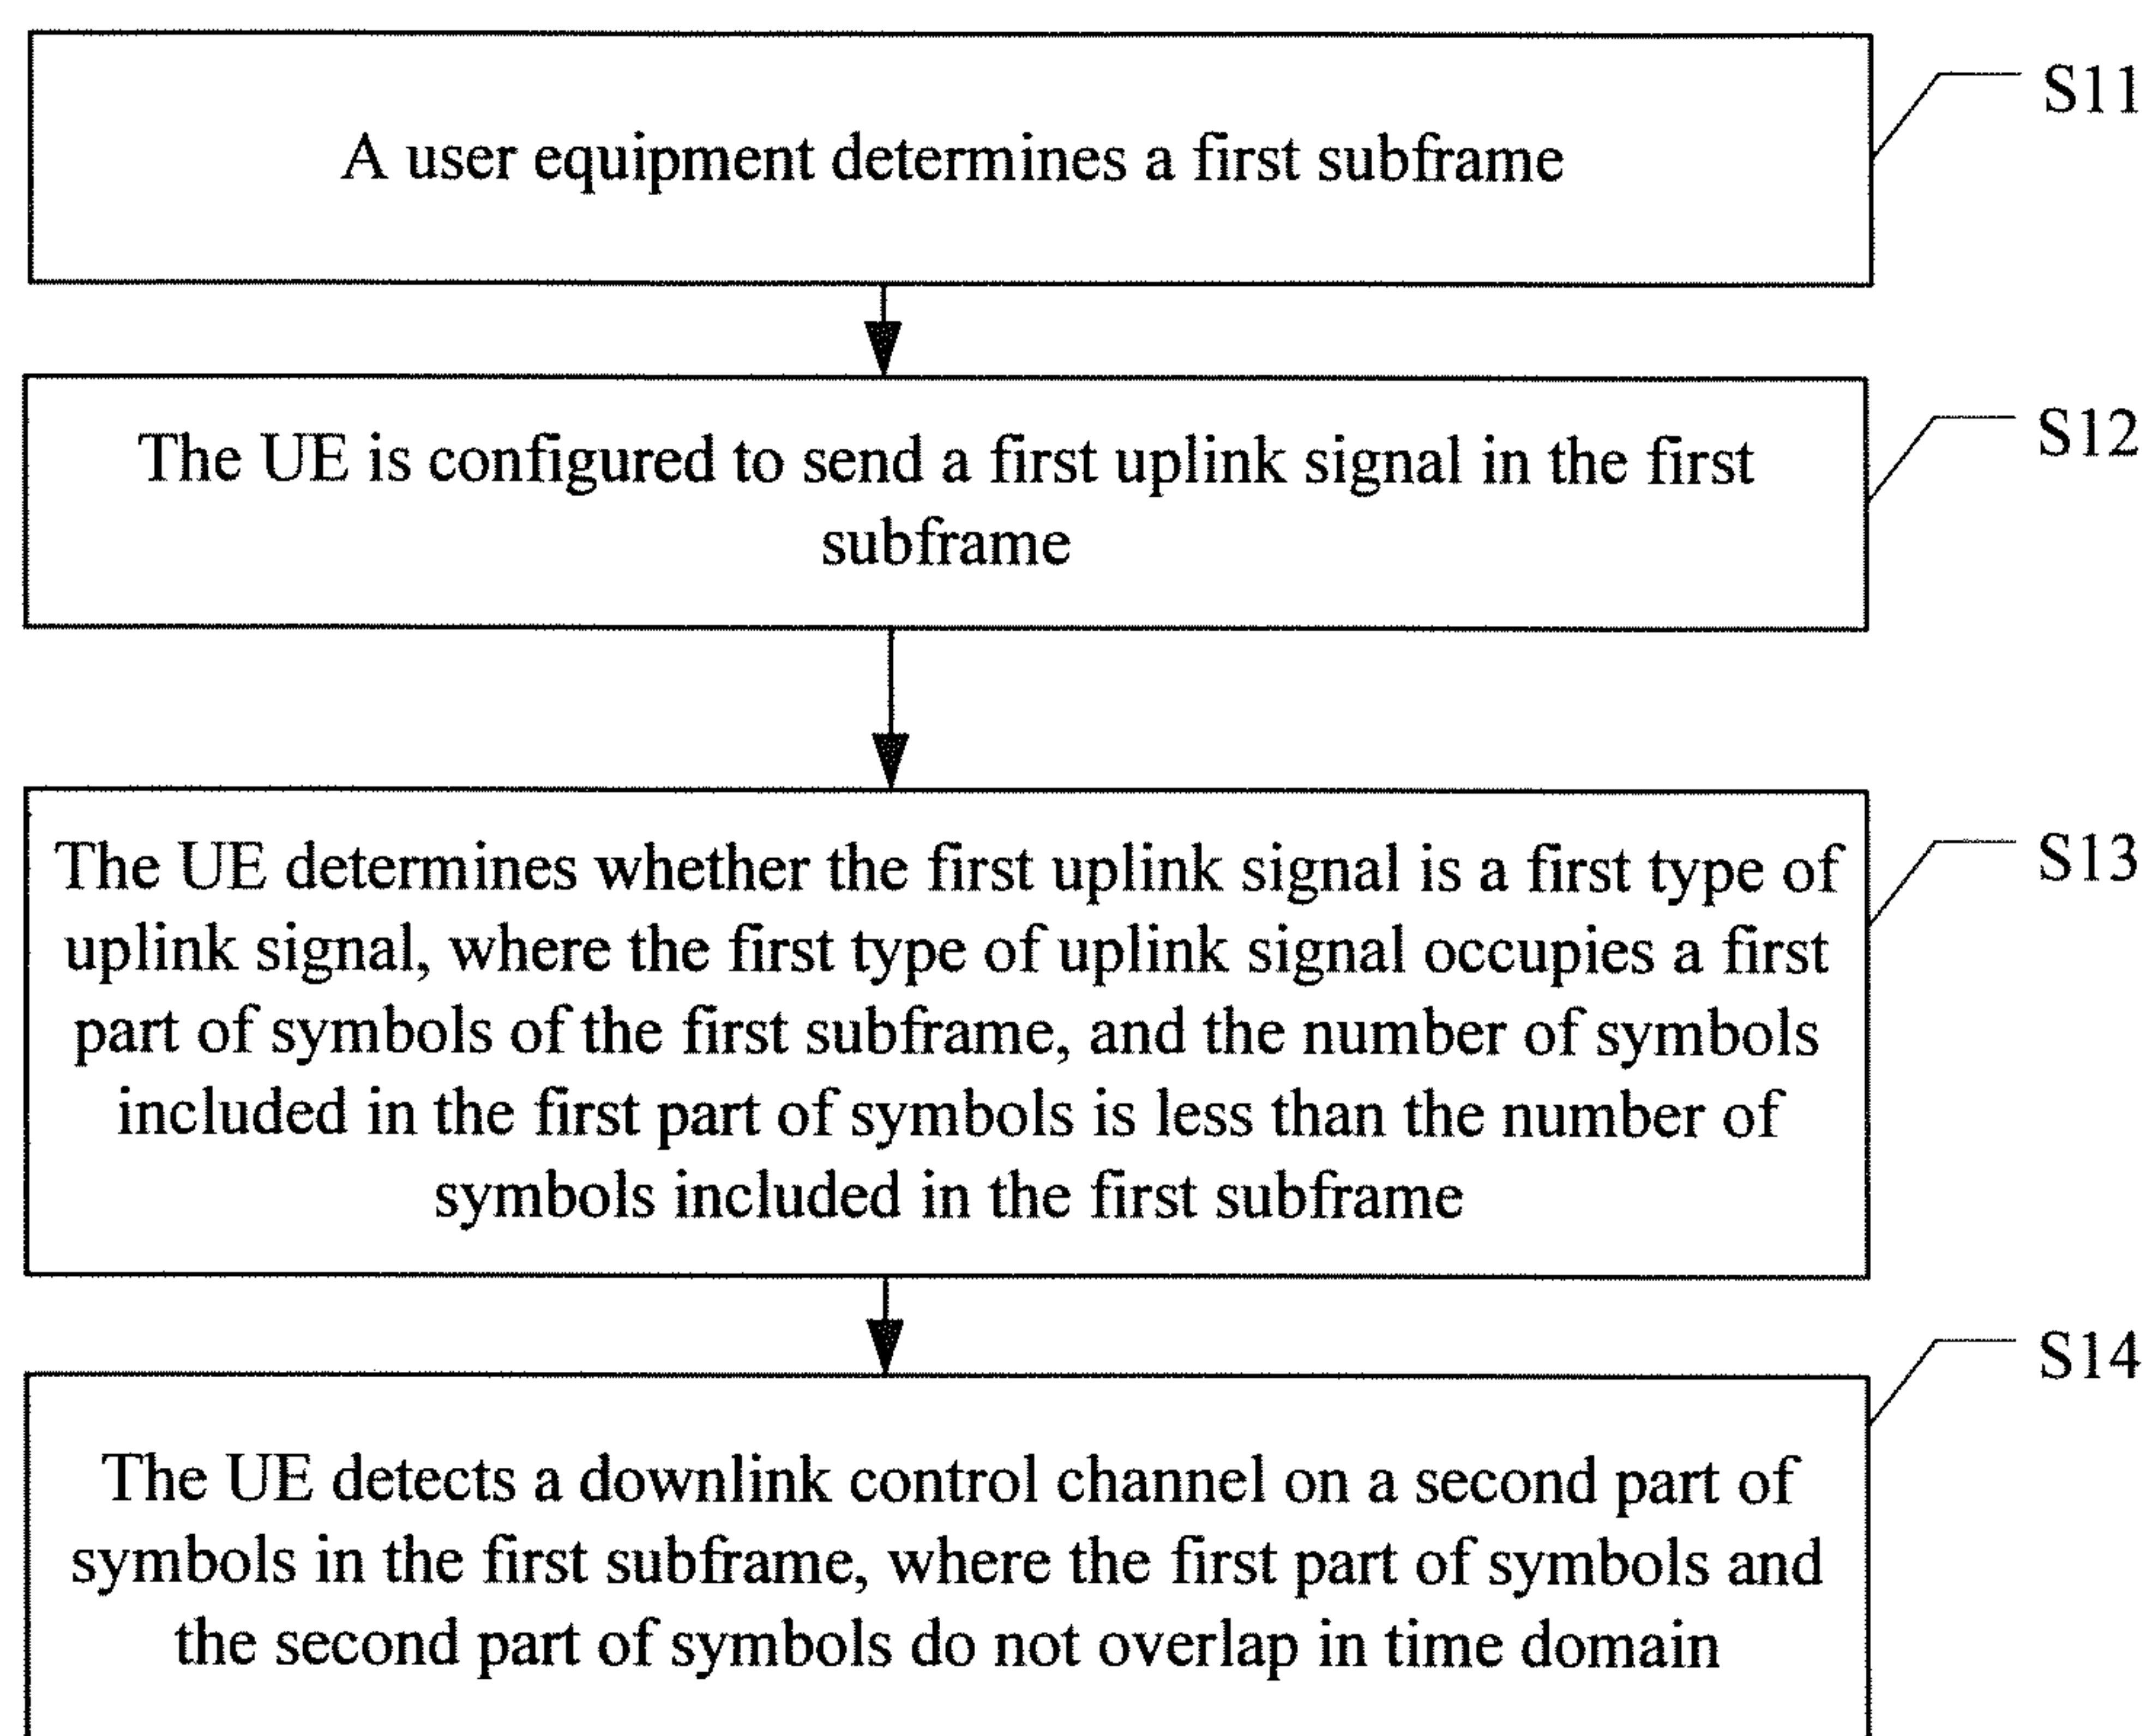 A user equipment determines a first subframe
S11
The UE is configured to send a first uplink signal in the first
subframe
S12
The UE determines whether the first uplink signal is a first type of
uplink signal, where the first type of uplink signal occupies a first
part of symbols of the first subframe, and the number of symbols
included in the first part of symbols is less than the number of
symbols included in the first subframe
S13
The UE detects a downlink control channel on a second part of
symbols in the first subframe, where the first part of symbols and
the second part of symbols do not overlap in time domain
S14